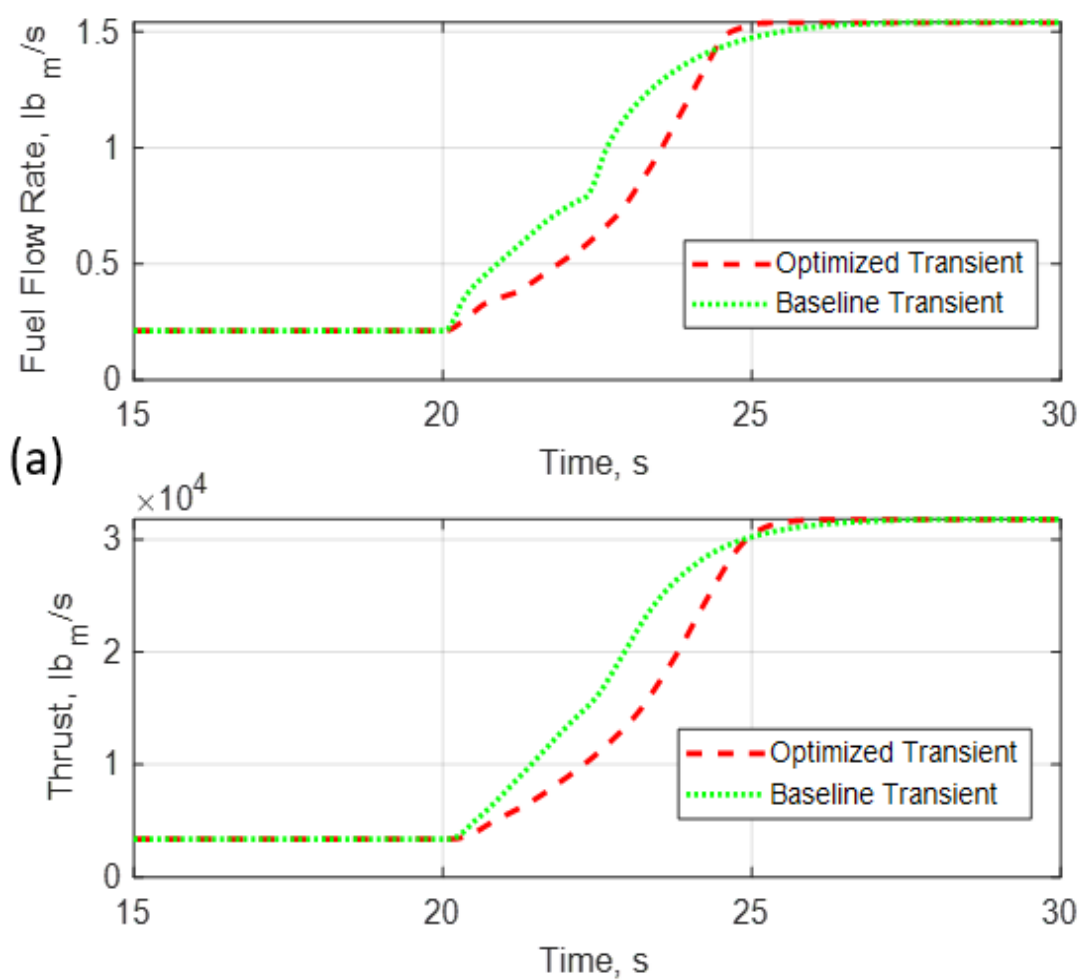 1.5
1
0.5
0
Fuel Flow Rate, lb m/s
Optimized Transient
Baseline Transient
15 20 25 30
Time, s
(a)
×10^4
3
2
1
0
Thrust, lb m/s
Optimized Transient
Baseline Transient
15 20 25 30
Time, s